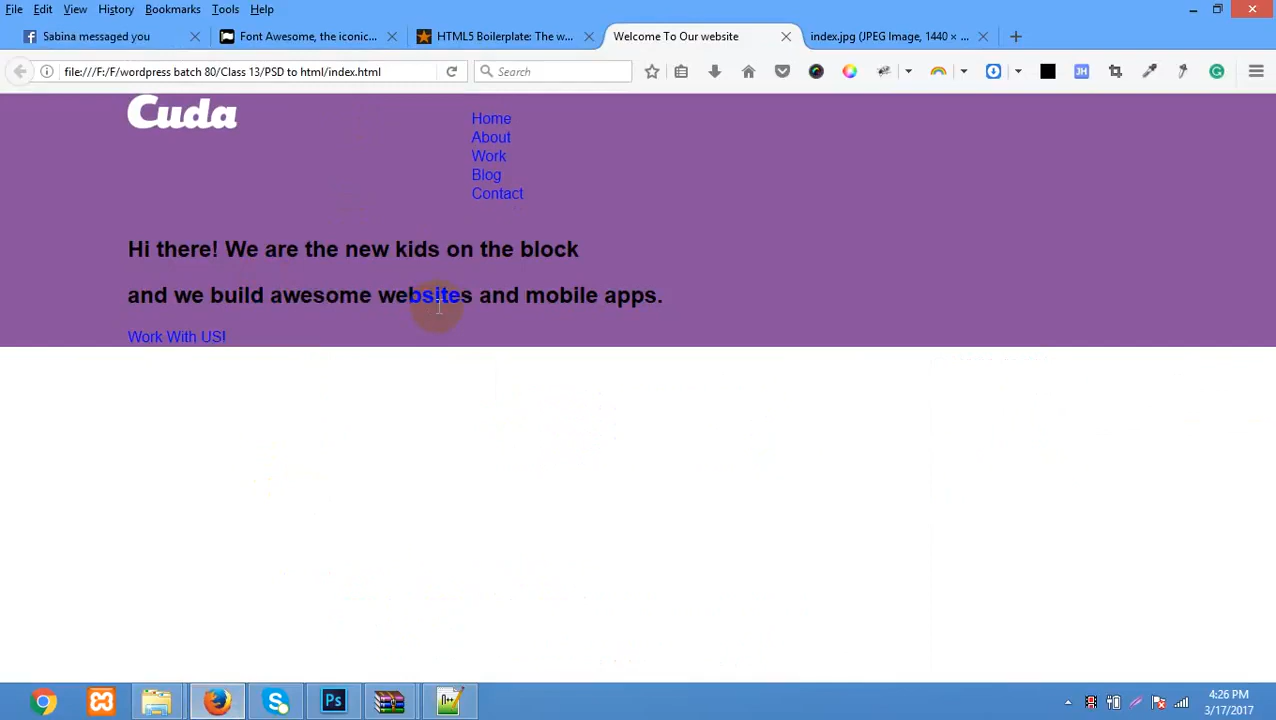 File Edit View History Bookmarks Tools Help
Sabina messaged you
Font Awesome, the iconic...
HTML5 Boilerplate: The w...
Welcome To Our website
index.jpg (JPEG Image, 1440 × ...
file:///F:/F/wordpress batch 80/Class 13/PSD to html/index.html
Search
JH
Cuda
Home
About
Work
Blog
Contact
Hi there! We are the new kids on the block
and we build awesome websites and mobile apps.
Work With US!
Ps
4:26 PM
3/17/2017